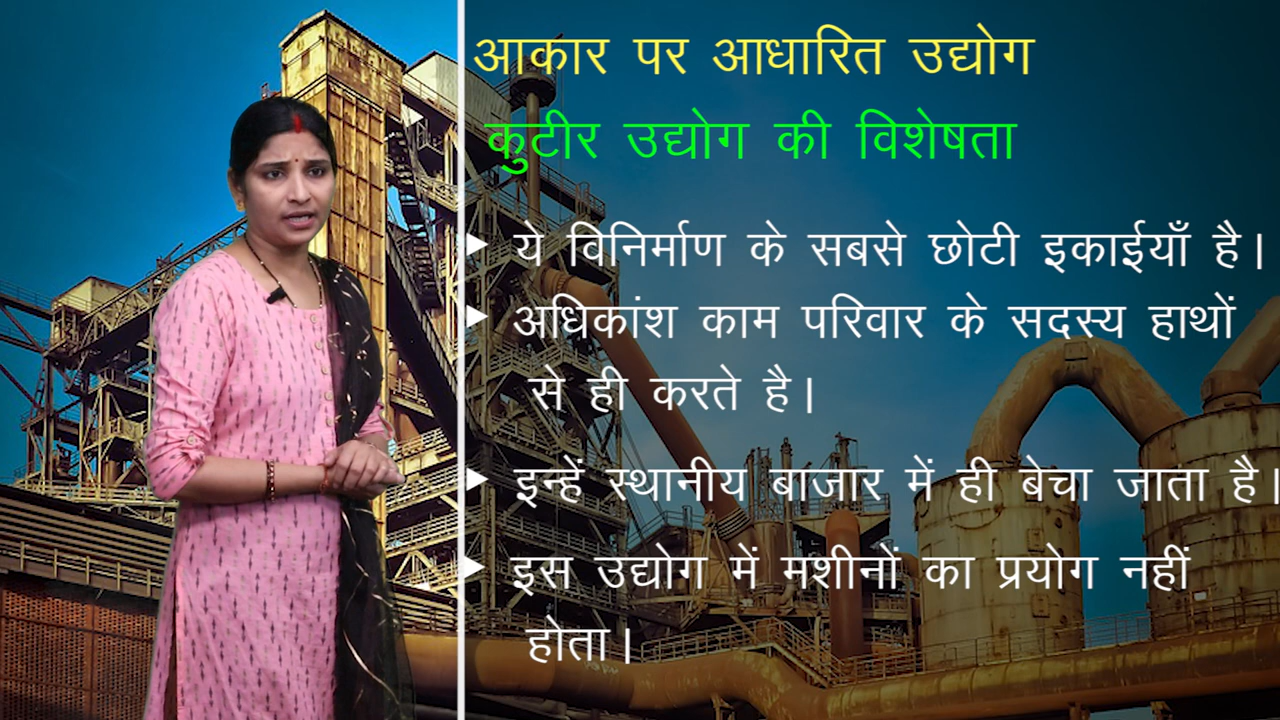 आकार पर आधारित उद्योग
कुटीर उद्योग की विशेषता
ये विनिर्माण के सबसे छोटी इकाईयाँ है।
अधिकांश काम परिवार के सदस्य हाथों
से ही करते है।
इन्हें स्थानीय बाजार में ही बेचा जाता है।
इस उद्योग में मशीनों का प्रयोग नहीं
होता।